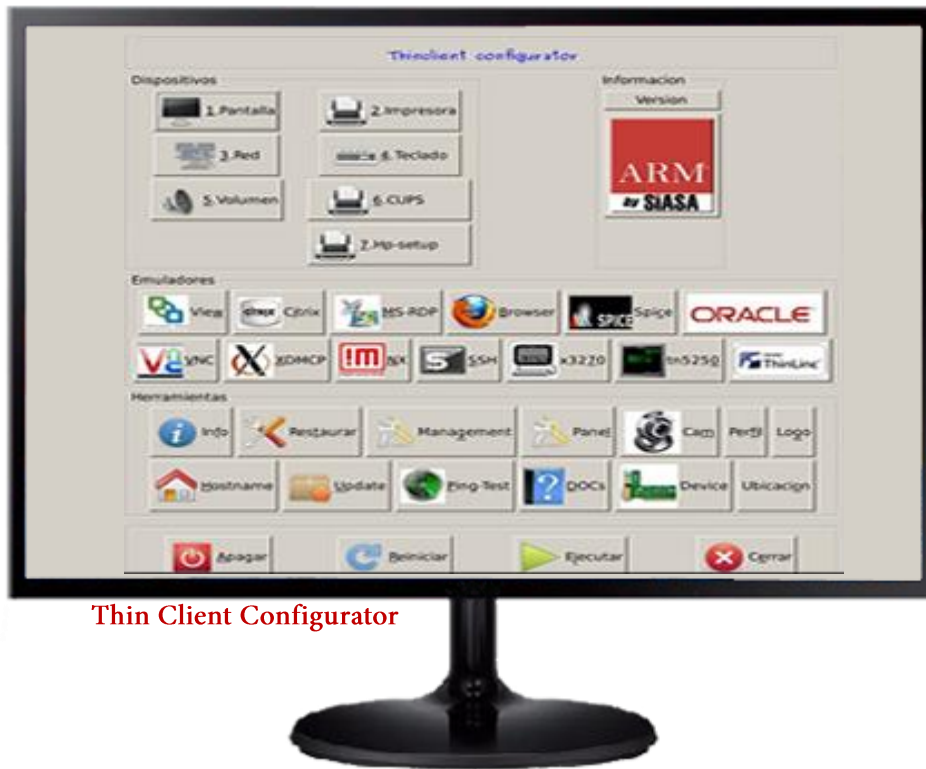 Thinclient configurator
Dispositivos
Informacion
1.Pantalla
2.Impresora
Version
3.Red
4.Teclado
ARM
BY SiASA
5.Volumen
6.CUPS
7.Hp-setup
Emuladores
View
CITRIX Citrix
MS-RDP
Browser
SPICE Spice
ORACLE
VNC VNC
XDMCP
!M NX
SSH
x3270
tn5250
ThinLinc
Herramientas
Info
Restaurar
Management
Panel
Cam
Perfil
Logo
Hostname
Update
Ping-Test
DOCs
Device
Ubicacion
Apagar
Reiniciar
Ejecutar
Cerrar
Thin Client Configurator